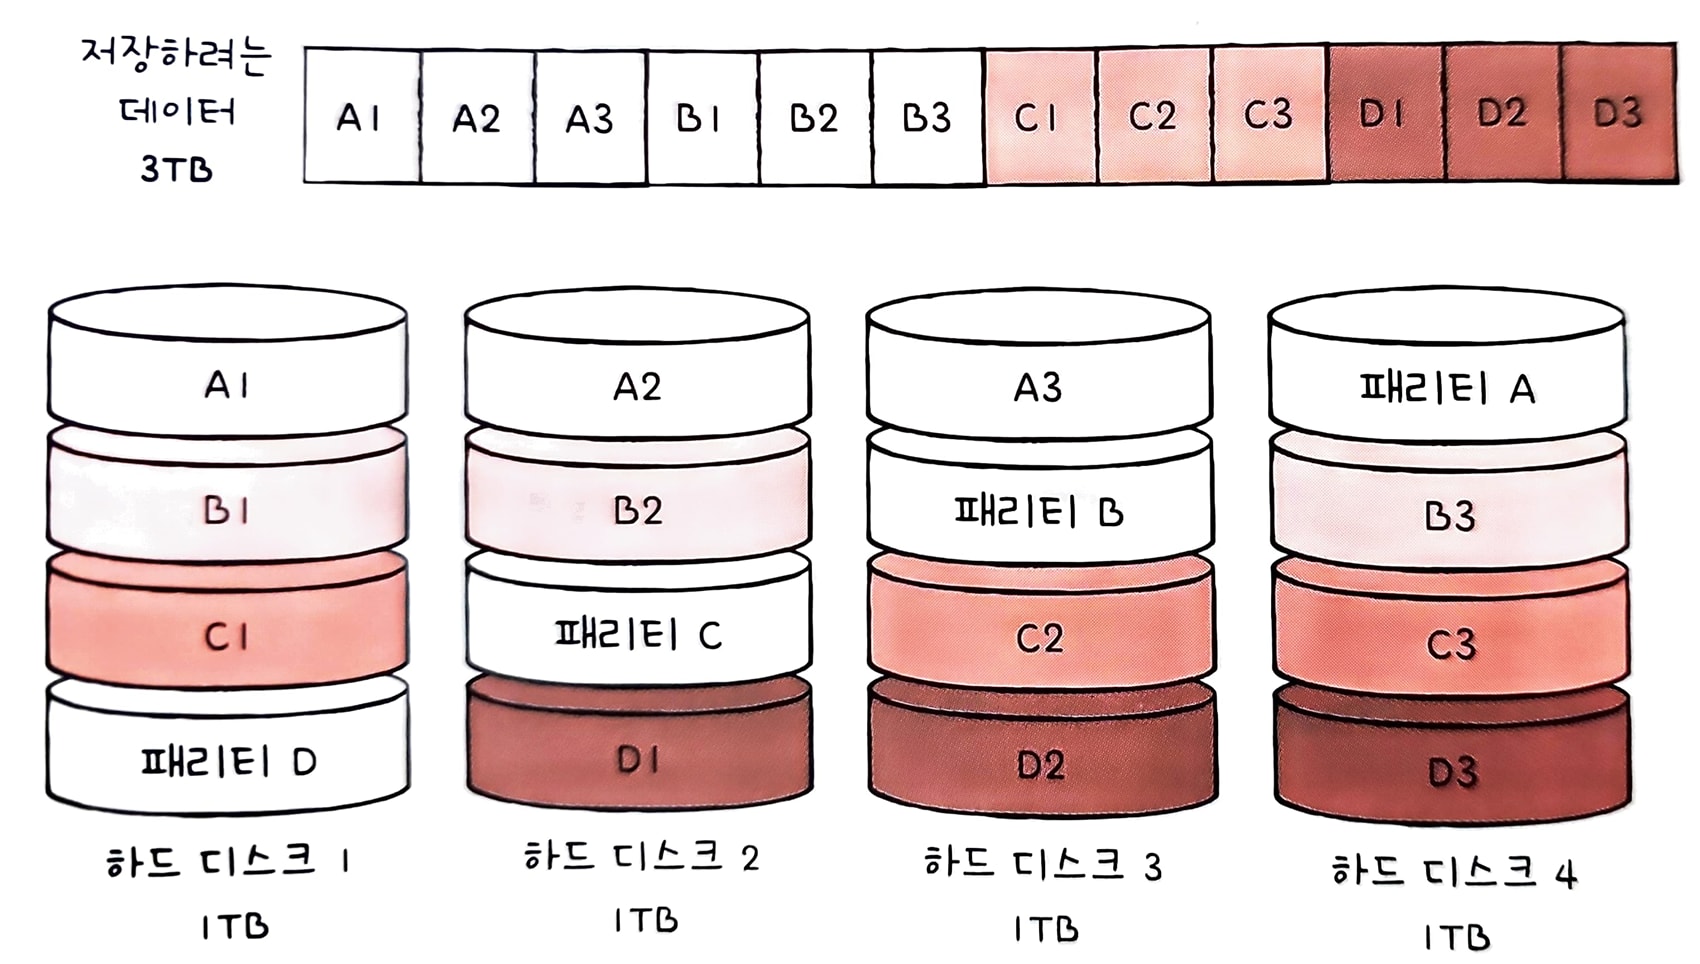 저장하려는
데이터
3TB
A1 A2 A3 B1 B2 B3 C1 C2 C3 D1 D2 D3
A1 A2 A3 패리티 A
B1 B2 패리티 B B3
C1 패리티 C C2 C3
패리티 D D1 D2 D3
하드 디스크 1 하드 디스크 2 하드 디스크 3 하드 디스크 4
1TB 1TB 1TB 1TB